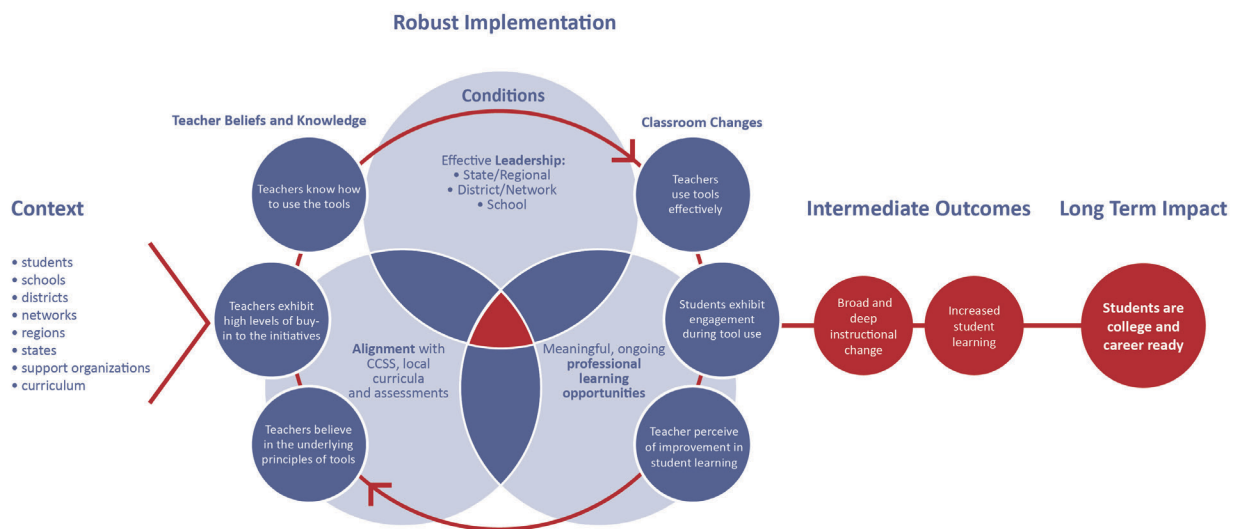 Robust Implementation
Context
• students
• schools
• districts
• networks
• regions
• states
• support organizations
• curriculum
Teacher Beliefs and Knowledge
Teachers know how
to use the tools
Teachers exhibit
high levels of buy-
in to the initiatives
Teachers believe
in the underlying
principles of tools
Conditions
Effective Leadership:
• State/Regional
• District/Network
• School
Alignment with
CCSS, local
curricula
and assessments
Meaningful, ongoing
professional
learning
opportunities
Classroom Changes
Teachers
use tools
effectively
Students exhibit
engagement
during tool use
Teacher perceive
of improvement in
student learning
Intermediate Outcomes
Broad and
deep
instructional
change
Increased
student
learning
Long Term Impact
Students are
college and
career ready